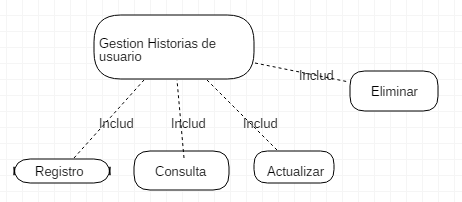 Gestion Historias de
usuario
Includ
Eliminar
Includ
Includ
Includ
Registro
Consulta
Actualizar